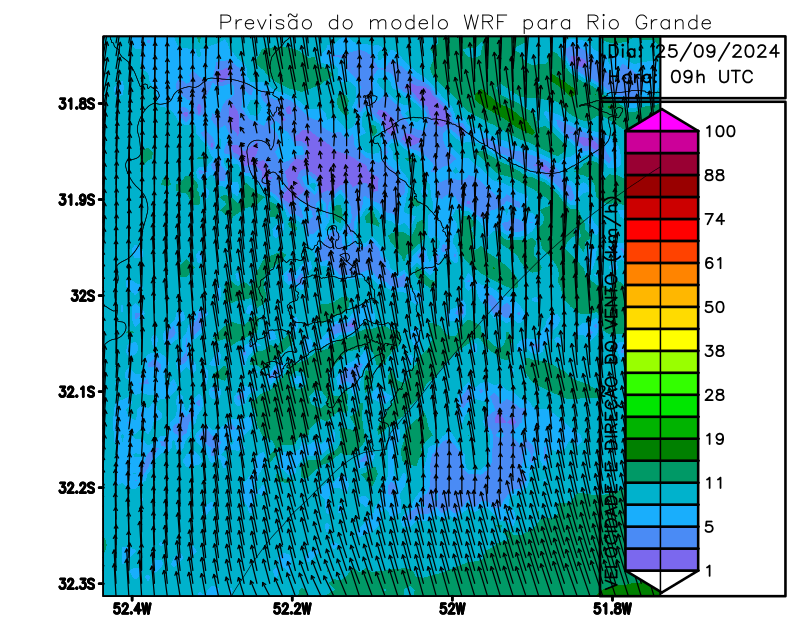 Previsão do modelo WRF para Rio Grande
Dia: 25/09/2024
Hora: 09h UTC
31.8S
31.9S
32S
32.1S
32.2S
32.3S
52.4W
52.2W
52W
51.8W
VELOCIDADE E DIREÇÃO DO VENTO (km/h)
100
88
74
61
50
38
28
19
11
5
1